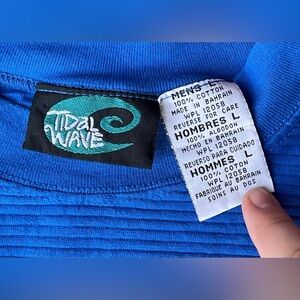 TIDAL
WAVE
MENS L
100% COTTON
MADE IN BAHRAIN
WPL 12058
REVERSE FOR CARE
HOMBRES L
100% ALGODON
HECHO EN BAHRAIN
WPL 12058
REVERSO PARA CUIDADO
HOMMES L
100% COTON
WPL 12058
FABRIQUE AU BAHRAIN
SOINS AU DOS